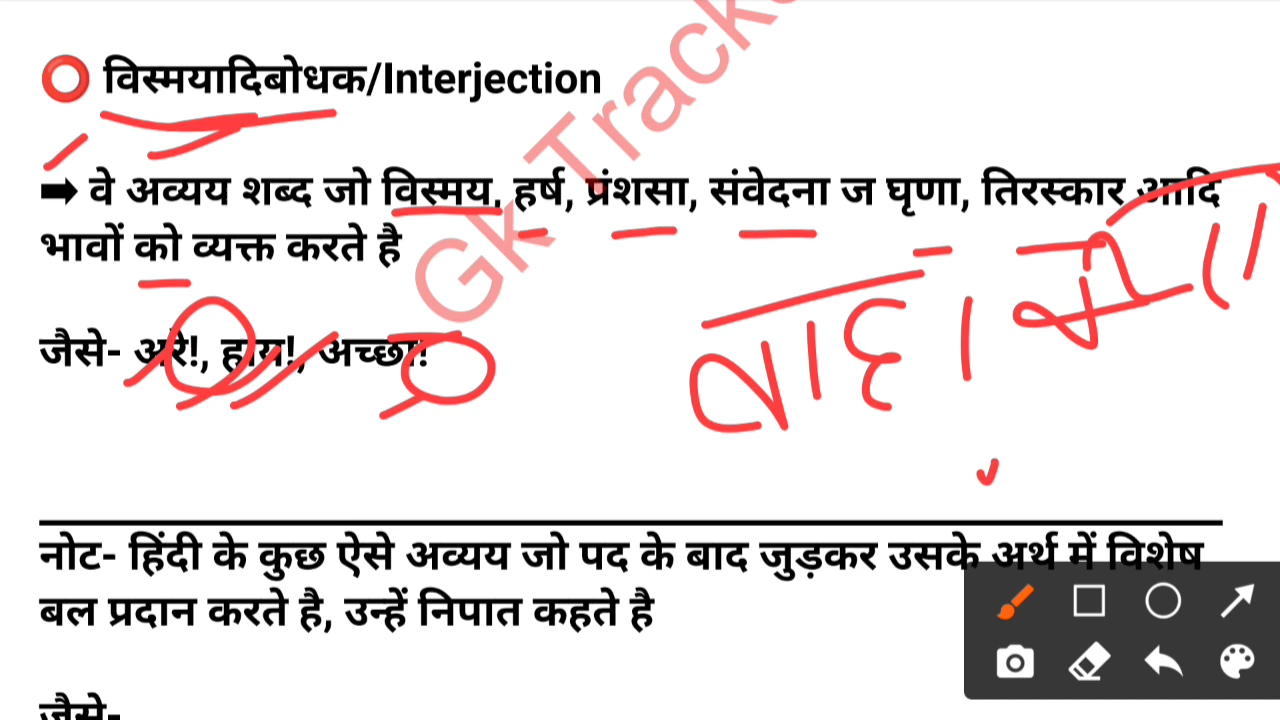 विस्मयादिबोधक/Interjection
➡ वे अव्यय शब्द जो विस्मय, हर्ष, प्रंशसा, संवेदना ज घृणा, तिरस्कार आदि
भावों को व्यक्त करते है
जैसे- अरे!, हाय!, अच्छा!
वाह
नोट- हिंदी के कुछ ऐसे अव्यय जो पद के बाद जुड़कर उसके अर्थ में विशेष
बल प्रदान करते है, उन्हें निपात कहते है
जैसे-
Gk Track